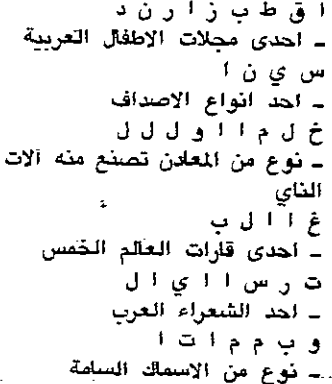 ا ق ط ب ز ا ر ن د
ـ احدى مجلات الاطفال العربية
س ي ن ا
ـ احد انواع الاصداف
خ ل م ا ا و ل ل ل
ـ نوع من المعادن تصنع منه آلات
الناي
غ ا ا ل ب
ـ احدى قارات العالم الخمس
ت ر س ا ا ي ا ل
ـ احد الشعراء العرب
و ب م م ا ت ا
ـ نوع من الاسماك السامة